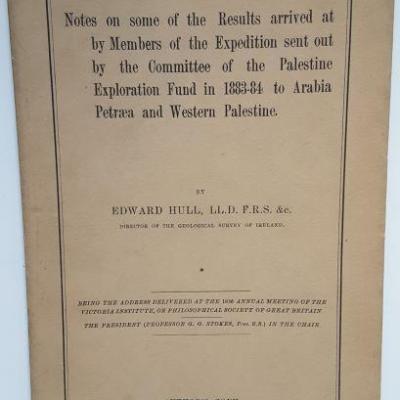 Notes on some of the Results arrived at
by Members of the Expedition sent out
by the Committee of the Palestine
Exploration Fund in 1883-84 to Arabia
Petræa and Western Palestine.
BY
EDWARD HULL, LL.D. F.R.S. &c.
DIRECTOR OF THE GEOLOGICAL SURVEY OF IRELAND.
BEING THE ADDRESS DELIVERED AT THE 1886 ANNUAL MEETING OF THE
VICTORIA INSTITUTE, OR PHILOSOPHICAL SOCIETY OF GREAT BRITAIN
THE PRESIDENT (PROFESSOR G. G. STOKES, P.R.S.) IN THE CHAIR